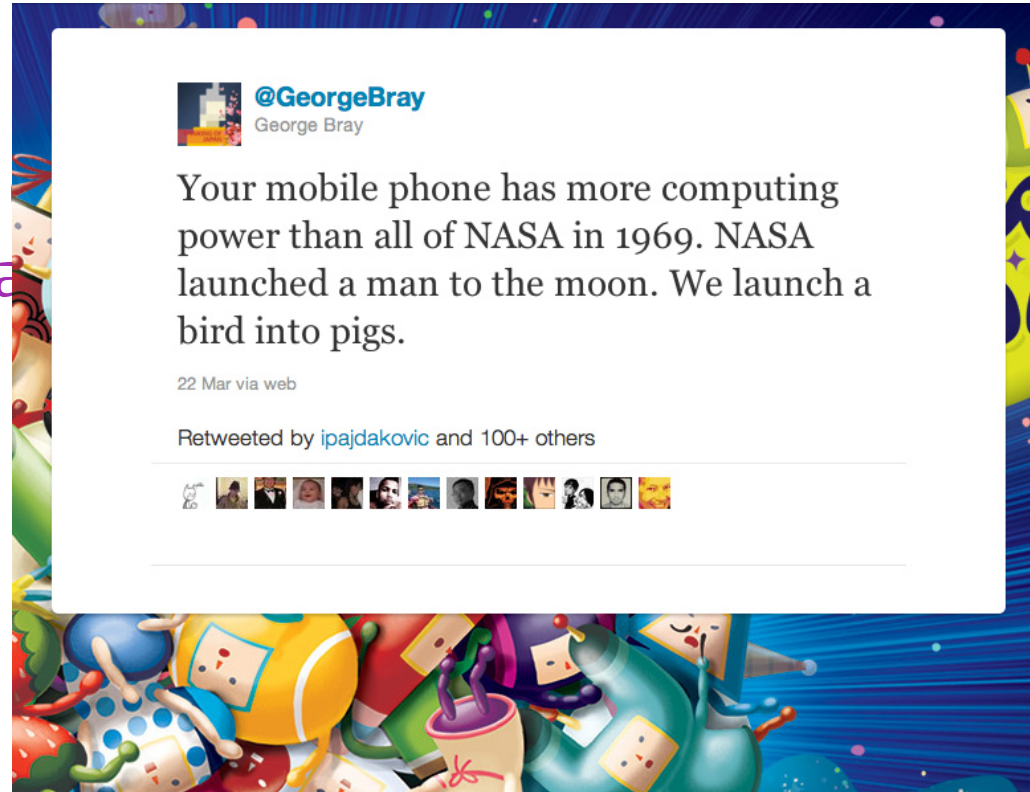 @GeorgeBray
George Bray
Your mobile phone has more computing
power than all of NASA in 1969. NASA
launched a man to the moon. We launch a
bird into pigs.
22 Mar via web
Retweeted by ipajdakovic and 100+ others